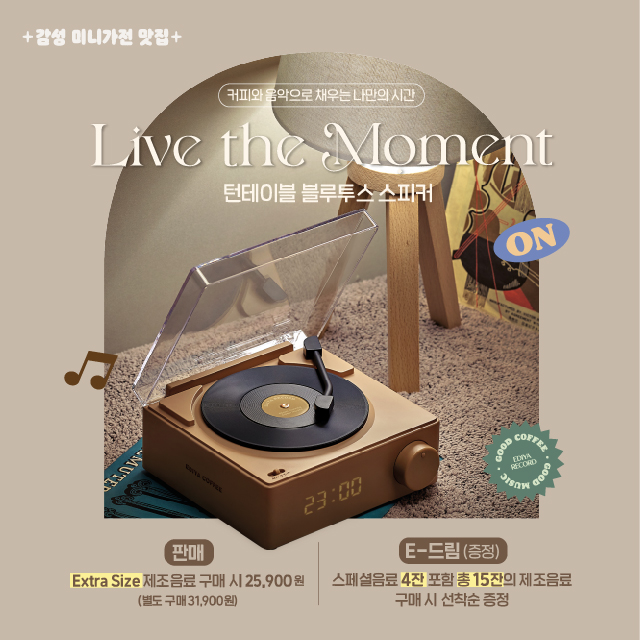 감성 미니가전 맛집
커피와 음악으로 채우는 나만의 시간
Live the Moment
턴테이블 블루투스 스피커
ON
GOOD COFFEE
EDIYA
RECORD
GOOD MUSIC
EDIYA COFFEE
23:00
판매
Extra Size 제조음료 구매 시 25,900원
(별도 구매 31,900원)
E-드림 (증정)
스페셜음료 4잔 포함 총 15잔의 제조음료
구매 시 선착순 증정